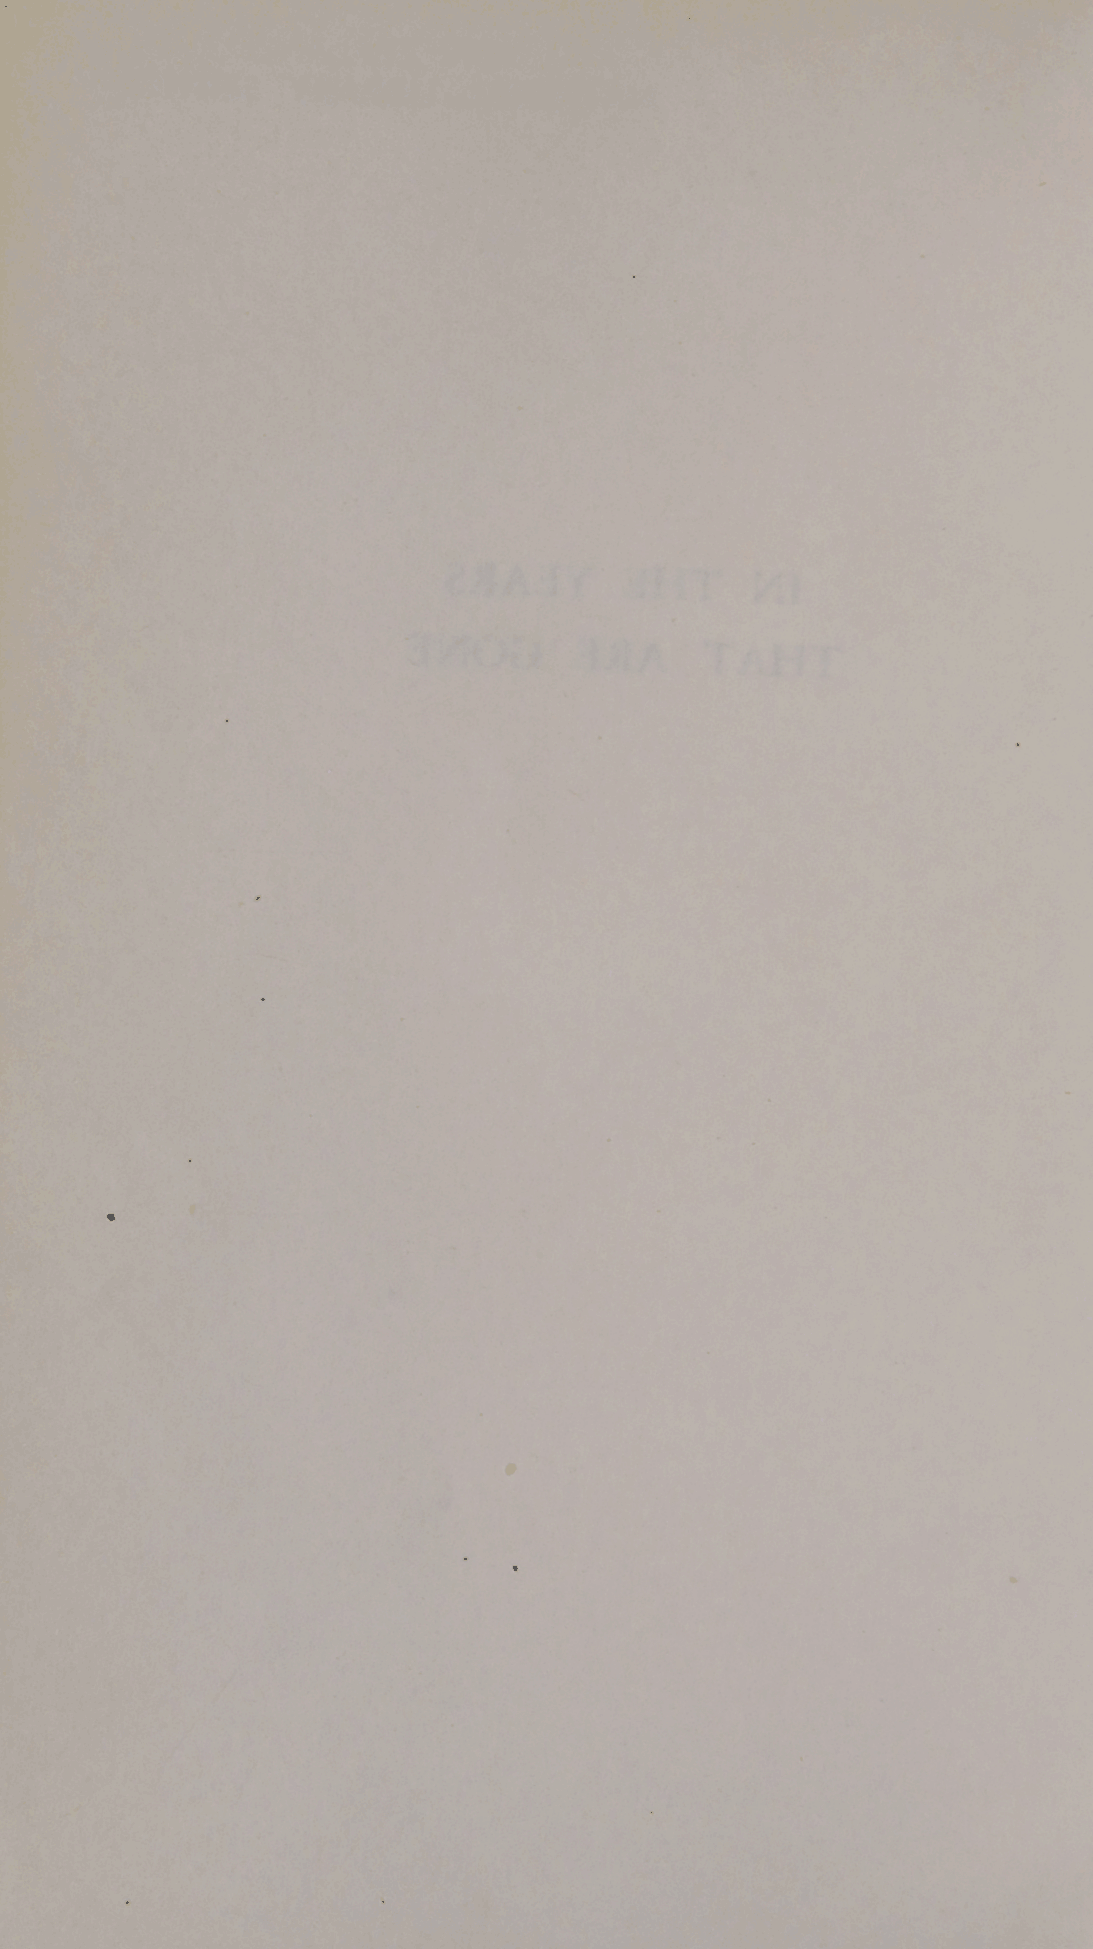 IN THE YEARS
THAT ARE GONE